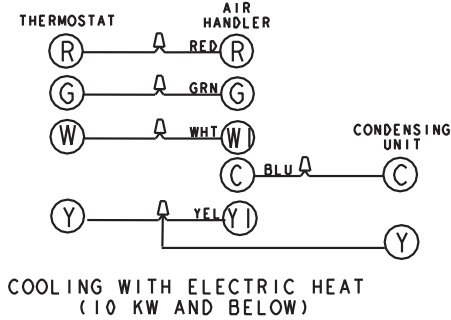 THERMOSTAT
AIR
HANDLER
R RED R
G GRN G
W WHT W1
CONDENSING
UNIT
C BLU C
Y YEL Y1
Y
COOLING WITH ELECTRIC HEAT
(10 KW AND BELOW)